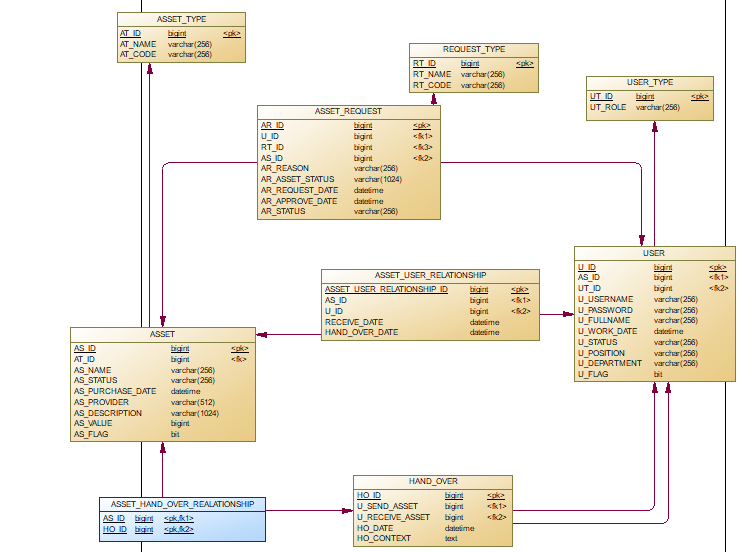 ASSET_TYPE
AT_ID bigint <pk>
AT_NAME varchar(256)
AT_CODE varchar(256)
REQUEST_TYPE
RT_ID bigint <pk>
RT_NAME varchar(256)
RT_CODE varchar(256)
USER_TYPE
UT_ID bigint <pk>
UT_ROLE varchar(256)
ASSET_REQUEST
AR_ID bigint <pk>
U_ID bigint <fk1>
RT_ID bigint <fk3>
AS_ID bigint <fk2>
AR_REASON varchar(256)
AR_ASSET_STATUS varchar(1024)
AR_REQUEST_DATE datetime
AR_APPROVE_DATE datetime
AR_STATUS varchar(256)
USER
U_ID bigint <pk>
AS_ID bigint <fk1>
UT_ID bigint <fk2>
U_USERNAME varchar(256)
U_PASSWORD varchar(256)
U_FULLNAME varchar(256)
U_WORK_DATE datetime
U_STATUS varchar(256)
U_POSITION varchar(256)
U_DEPARTMENT varchar(256)
U_FLAG bit
ASSET_USER_RELATIONSHIP
ASSET_USER_RELATIONSHIP_ID bigint <pk>
AS_ID bigint <fk1>
U_ID bigint <fk2>
RECEIVE_DATE datetime
HAND_OVER_DATE datetime
ASSET
AS_ID bigint <pk>
AT_ID bigint <fk>
AS_NAME varchar(256)
AS_STATUS varchar(256)
AS_PURCHASE_DATE datetime
AS_PROVIDER varchar(512)
AS_DESCRIPTION varchar(1024)
AS_VALUE bigint
AS_FLAG bit
HAND_OVER
HO_ID bigint <pk>
U_SEND_ASSET bigint <fk1>
U_RECEIVE_ASSET bigint <fk2>
HO_DATE datetime
HO_CONTEXT text
ASSET_HAND_OVER_REALATIONSHIP
AS_ID bigint <pk,fk1>
HO_ID bigint <pk,fk2>